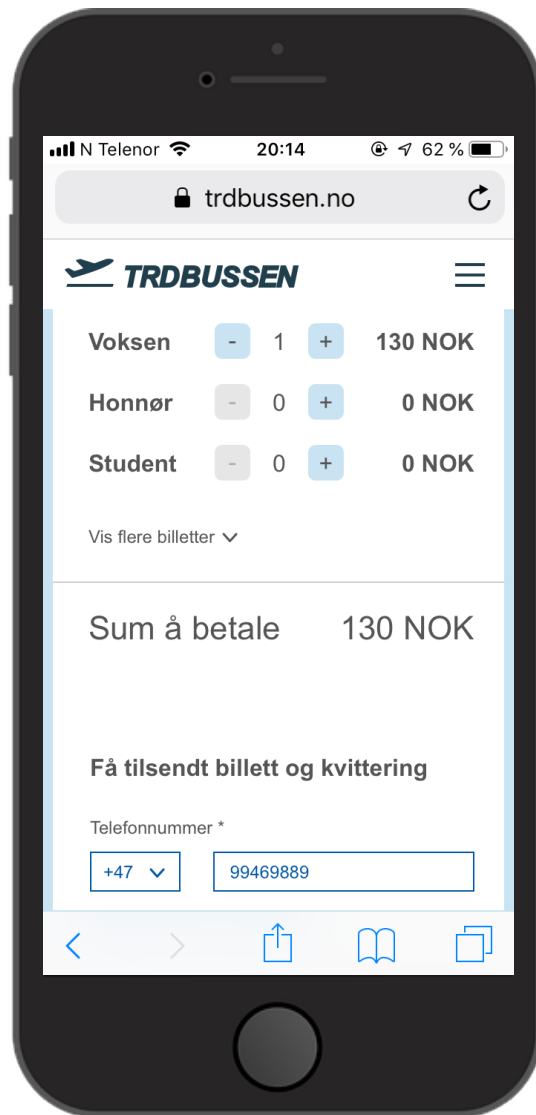 N Telenor 20:14 62 %
trdbussen.no
TRDBUSSEN
Voksen - 1 + 130 NOK
Honnør - 0 + 0 NOK
Student - 0 + 0 NOK
Vis flere billetter
Sum å betale 130 NOK
Få tilsendt billett og kvittering
Telefonnummer *
+47 99469889